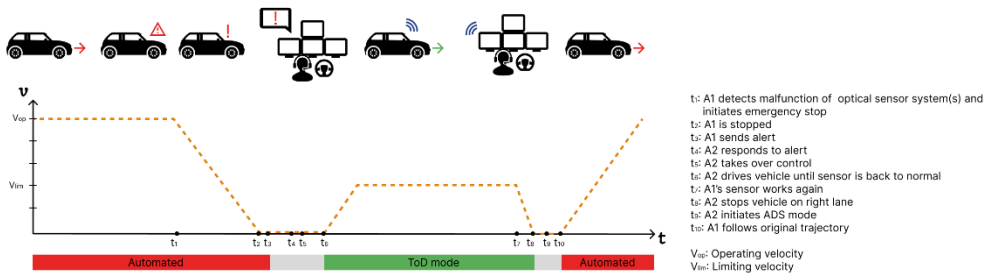 !
!
!
v
Vop
Vlim
t1
t2 t3
t4 t5
t6
t7 t8
t9 t10
t
Automated
ToD mode
Automated
t1: A1 detects malfunction of optical sensor system(s) and
initiates emergency stop
t2: A1 is stopped
t3: A1 sends alert
t4: A2 responds to alert
t5: A2 takes over control
t6: A2 drives vehicle until sensor is back to normal
t7: A1's sensor works again
t8: A2 stops vehicle on right lane
t9: A2 initiates ADS mode
t10: A1 follows original trajectory
Vop: Operating velocity
Vlim: Limiting velocity